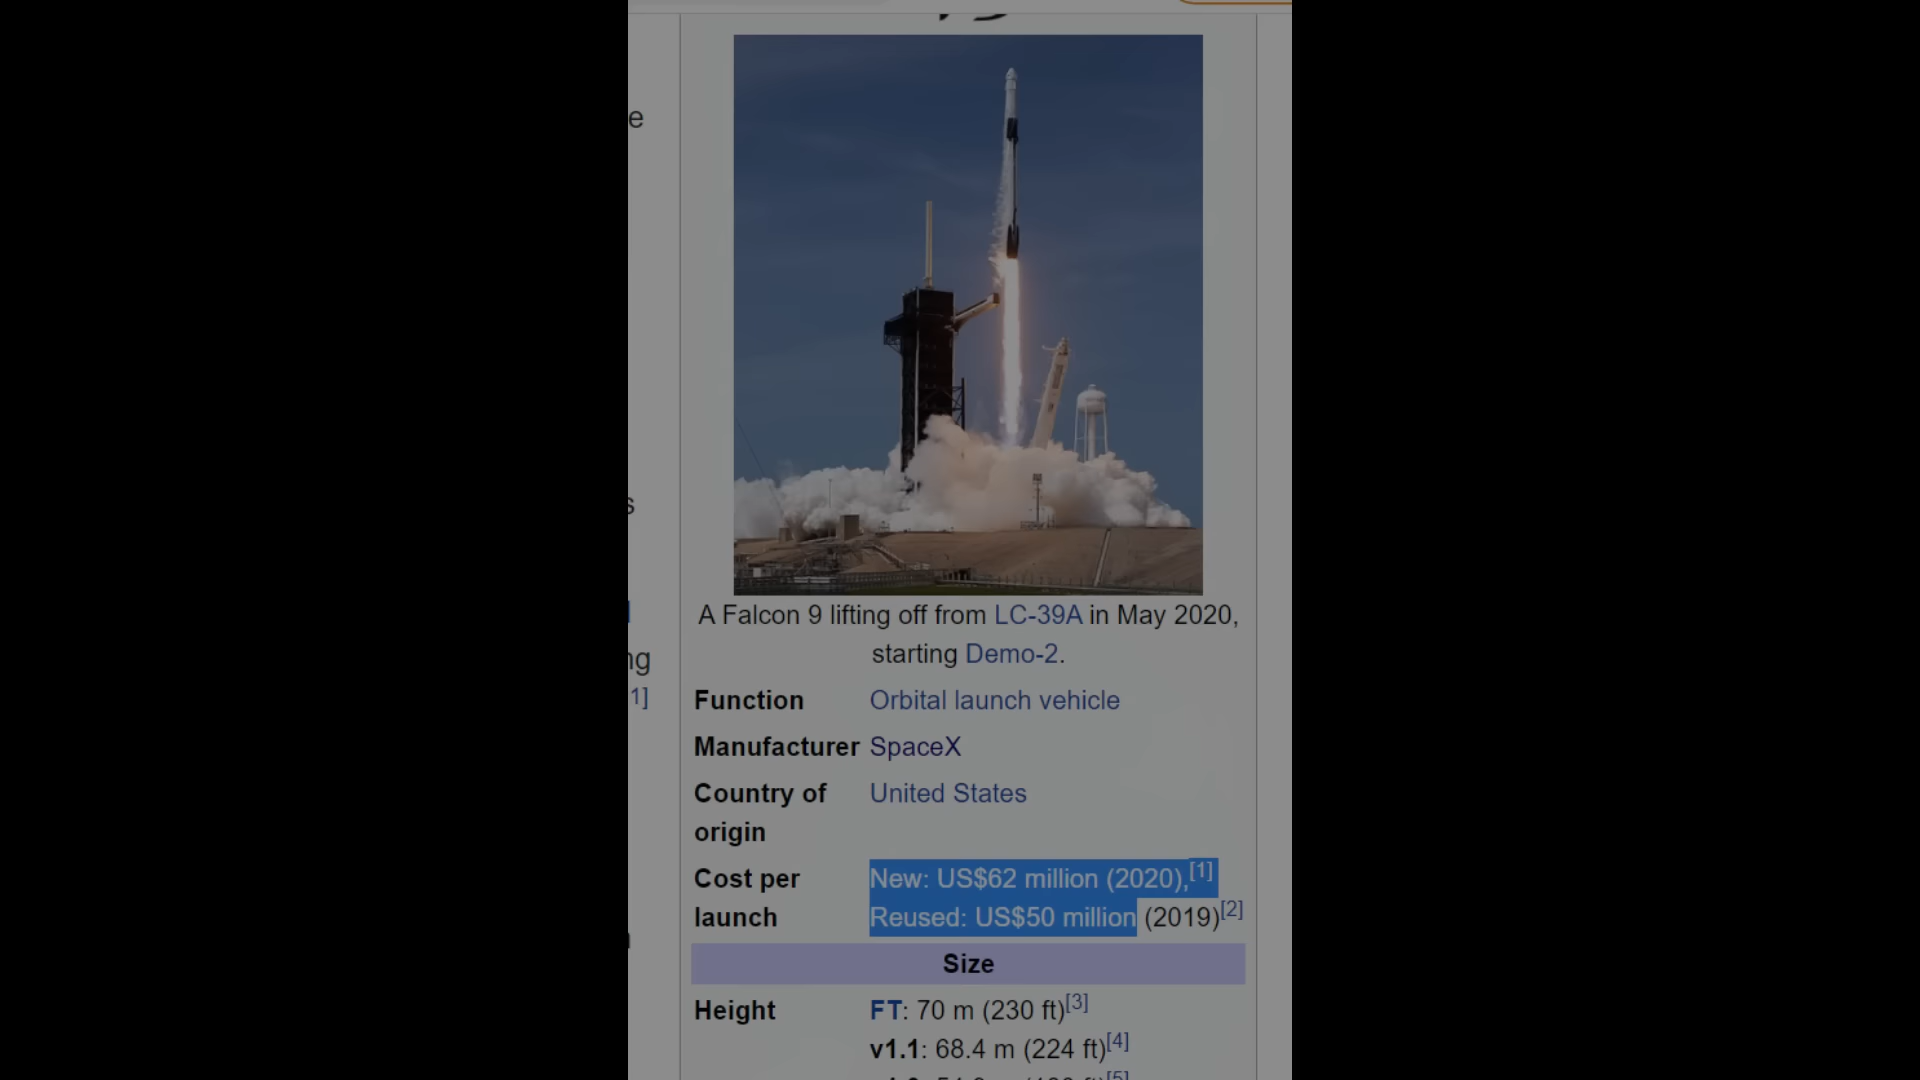 e
s
ng
1]
A Falcon 9 lifting off from LC-39A in May 2020,
starting Demo-2.
Function Orbital launch vehicle
Manufacturer SpaceX
Country of origin United States
Cost per launch New: US$62 million (2020),[1]
Reused: US$50 million (2019)[2]
Size
Height FT: 70 m (230 ft)[3]
v1.1: 68.4 m (224 ft)[4]